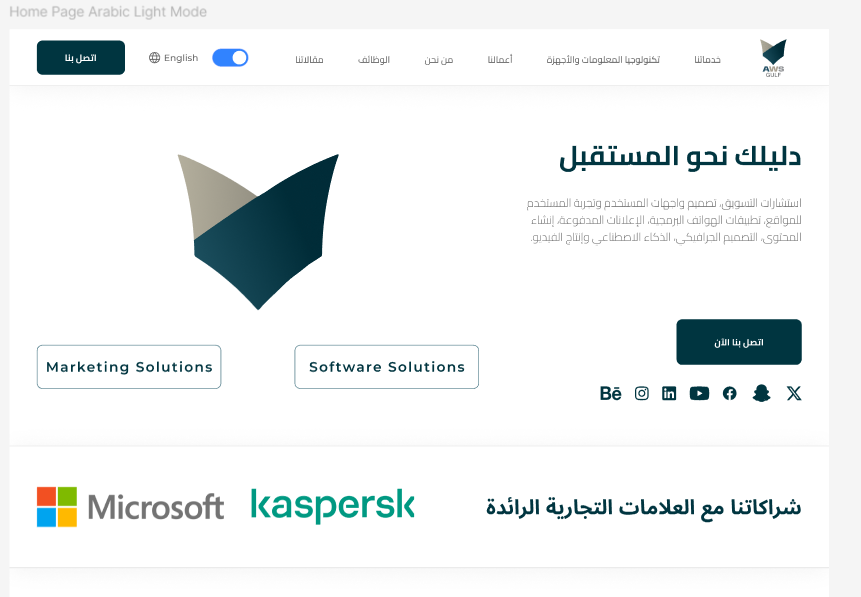 Home Page Arabic Light Mode
AWS
GULF
خدماتنا
تكنولوجيا المعلومات والأجهزة
أعمالنا
من نحن
الوظائف
مقالاتنا
English
اتصل بنا
دليلك نحو المستقبل
استشارات التسويق، تصميم واجهات المستخدم وتجربة المستخدم
للمواقع، تطبيقات الهواتف البرمجية، الإعلانات المدفوعة، إنشاء
المحتوى، التصميم الجرافيكي، الذكاء الاصطناعي وإنتاج الفيديو.
اتصل بنا الآن
Marketing Solutions
Software Solutions
Bē
شراكاتنا مع العلامات التجارية الرائدة
kaspersk
Microsoft